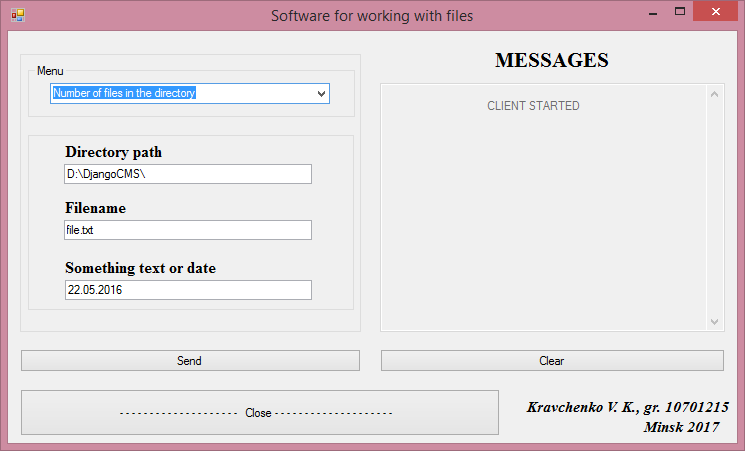 Software for working with files
Menu
Number of files in the directory
Directory path
D:\DjangoCMS\
Filename
file.txt
Something text or date
22.05.2016
Send
MESSAGES
CLIENT STARTED
Clear
- - - - - - - - - - - - - - - - - - - - Close - - - - - - - - - - - - - - - - - - - -
Kravchenko V. K., gr. 10701215
Minsk 2017